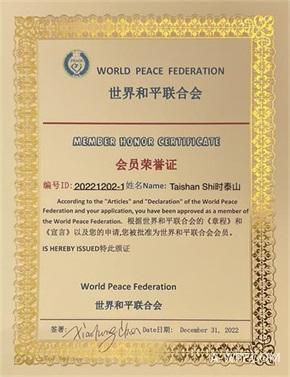 PEACE
WORLD PEACE FEDERATION
世界和平联合会
MEMBER HONOR CERTIFICATE
会员荣誉证
编号ID: 20221202-1 姓名Name: Taishan Shi时泰山
According to the "Articles" and "Declaration" of the World Peace
Federation and your application, you have been approved as a member of
the World Peace Federation. 根据世界和平联合会的《章程》和
《宣言》以及您的申请,您被批准为世界和平联合会会员。
IS HEREBY ISSUED特此颁证
World Peace Federation
世界和平联合会
签署: Date日期: December 31, 2022